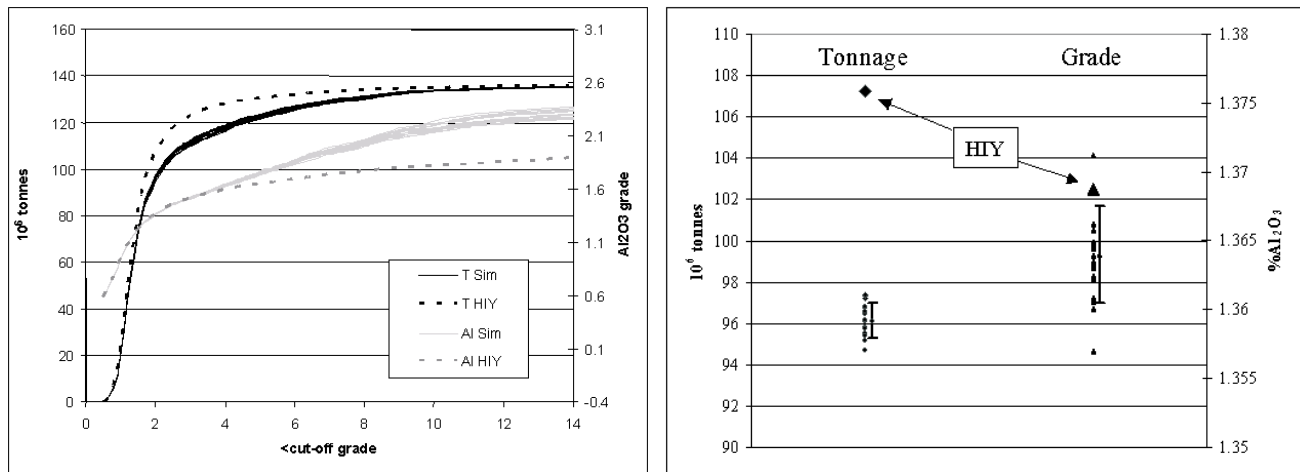 160
140
120
100
80
60
40
20
0
10⁶ tonnes
3.1
2.6
2.1
1.6
1.1
0.6
0.1
-0.4
Al2O3 grade
T Sim
T HIY
Al Sim
Al HIY
0 2 4 6 8 10 12 14
<cut-off grade
110
108
106
104
102
100
98
96
94
92
90
10⁶ tonnes
Tonnage Grade
HIY
1.38
1.375
1.37
1.365
1.36
1.355
1.35
%Al₂O₃